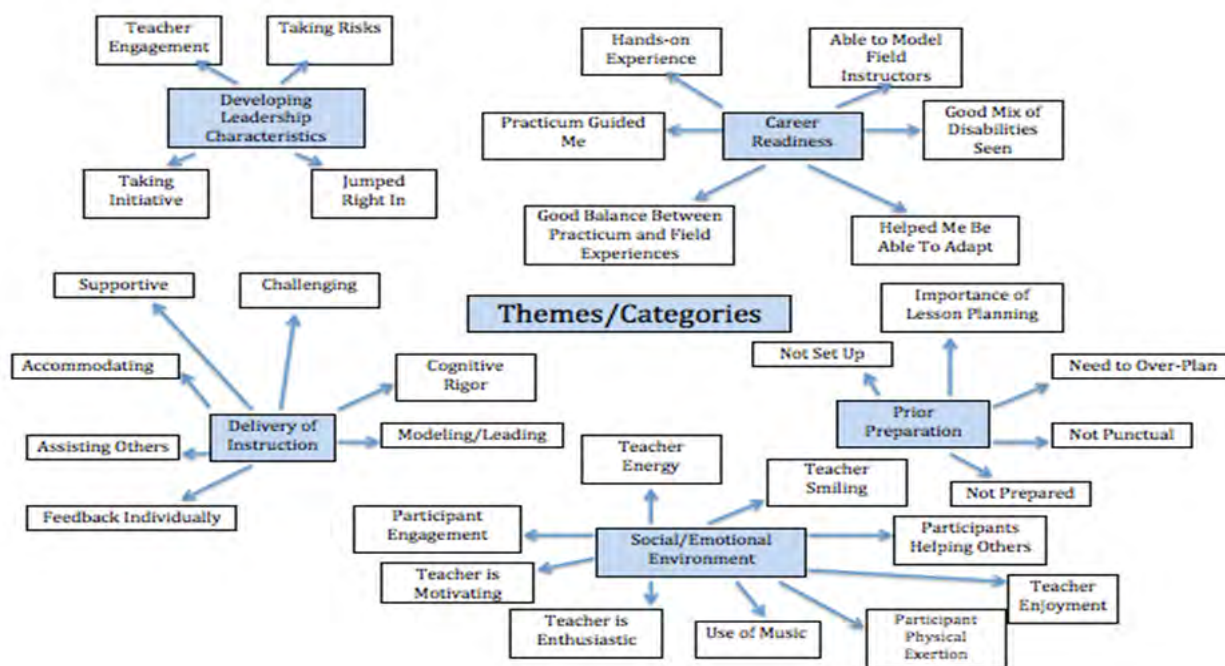 Teacher
Engagement
Taking Risks
Developing
Leadership
Characteristics
Taking
Initiative
Jumped
Right In
Hands-on
Experience
Able to Model
Field
Instructors
Practicum Guided
Me
Career
Readiness
Good Mix of
Disabilities
Seen
Good Balance Between
Practicum and Field
Experiences
Helped Me Be
Able To Adapt
Themes/Categories
Supportive
Challenging
Accommodating
Cognitive
Rigor
Delivery of
Instruction
Assisting Others
Modeling/Leading
Feedback Individually
Importance of
Lesson Planning
Not Set Up
Need to Over-Plan
Prior
Preparation
Not Punctual
Not Prepared
Teacher
Energy
Teacher
Smiling
Participant
Engagement
Social/Emotional
Environment
Participants
Helping Others
Teacher is
Motivating
Teacher
Enjoyment
Teacher is
Enthusiastic
Use of Music
Participant
Physical
Exertion